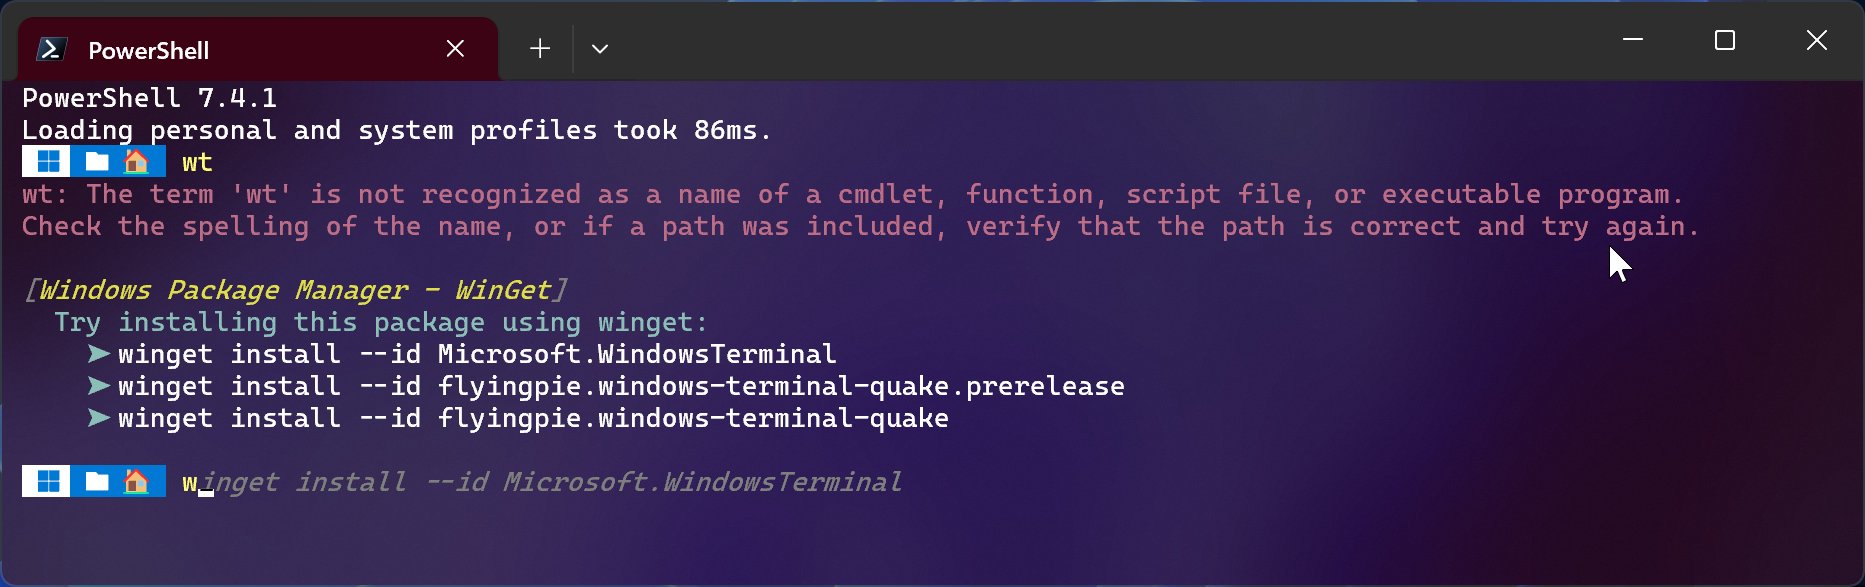 PowerShell
PowerShell 7.4.1
Loading personal and system profiles took 86ms.
wt
wt: The term 'wt' is not recognized as a name of a cmdlet, function, script file, or executable program.
Check the spelling of the name, or if a path was included, verify that the path is correct and try again.
[Windows Package Manager - WinGet]
Try installing this package using winget:
➤ winget install --id Microsoft.WindowsTerminal
➤ winget install --id flyingpie.windows-terminal-quake.prerelease
➤ winget install --id flyingpie.windows-terminal-quake
winget install --id Microsoft.WindowsTerminal